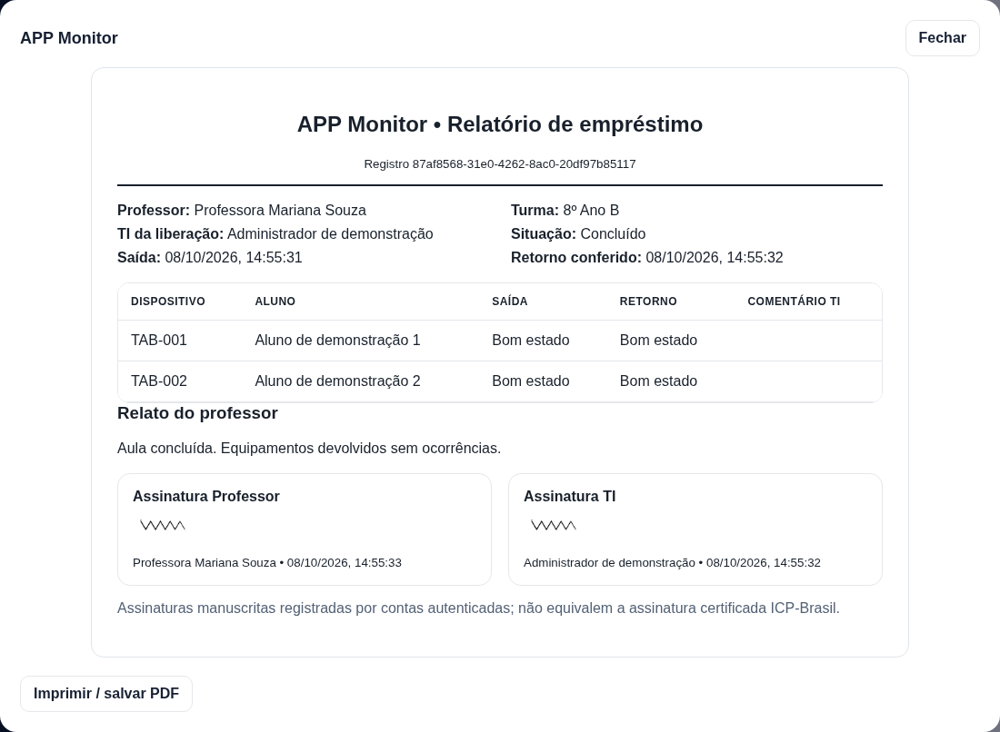 APP Monitor
Fechar
APP Monitor • Relatório de empréstimo
Registro 87af8568-31e0-4262-8ac0-20df97b85117
Professor: Professora Mariana Souza
Turma: 8º Ano B
TI da liberação: Administrador de demonstração
Situação: Concluído
Saída: 08/10/2026, 14:55:31
Retorno conferido: 08/10/2026, 14:55:32
DISPOSITIVO ALUNO SAÍDA RETORNO COMENTÁRIO TI
TAB-001 Aluno de demonstração 1 Bom estado Bom estado
TAB-002 Aluno de demonstração 2 Bom estado Bom estado
Relato do professor
Aula concluída. Equipamentos devolvidos sem ocorrências.
Assinatura Professor
Professora Mariana Souza • 08/10/2026, 14:55:33
Assinatura TI
Administrador de demonstração • 08/10/2026, 14:55:32
Assinaturas manuscritas registradas por contas autenticadas; não equivalem a assinatura certificada ICP-Brasil.
Imprimir / salvar PDF